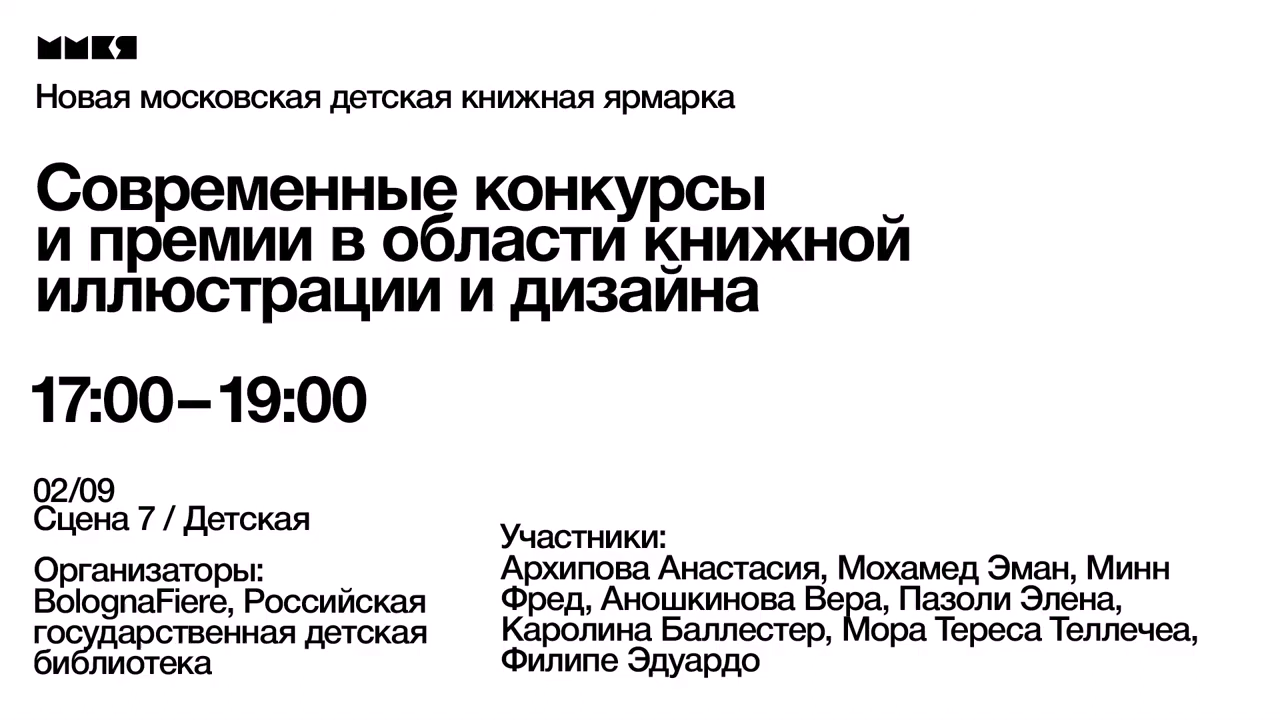 ММКЯ
Новая московская детская книжная ярмарка
Современные конкурсы
и премии в области книжной
иллюстрации и дизайна
17:00–19:00
02/09
Сцена 7 / Детская
Организаторы:
BolognaFiere, Российская
государственная детская
библиотека
Участники:
Архипова Анастасия, Мохамед Эман, Минн
Фред, Аношкинова Вера, Пазоли Элена,
Каролина Баллестер, Мора Тереса Теллечеа,
Филипе Эдуардо